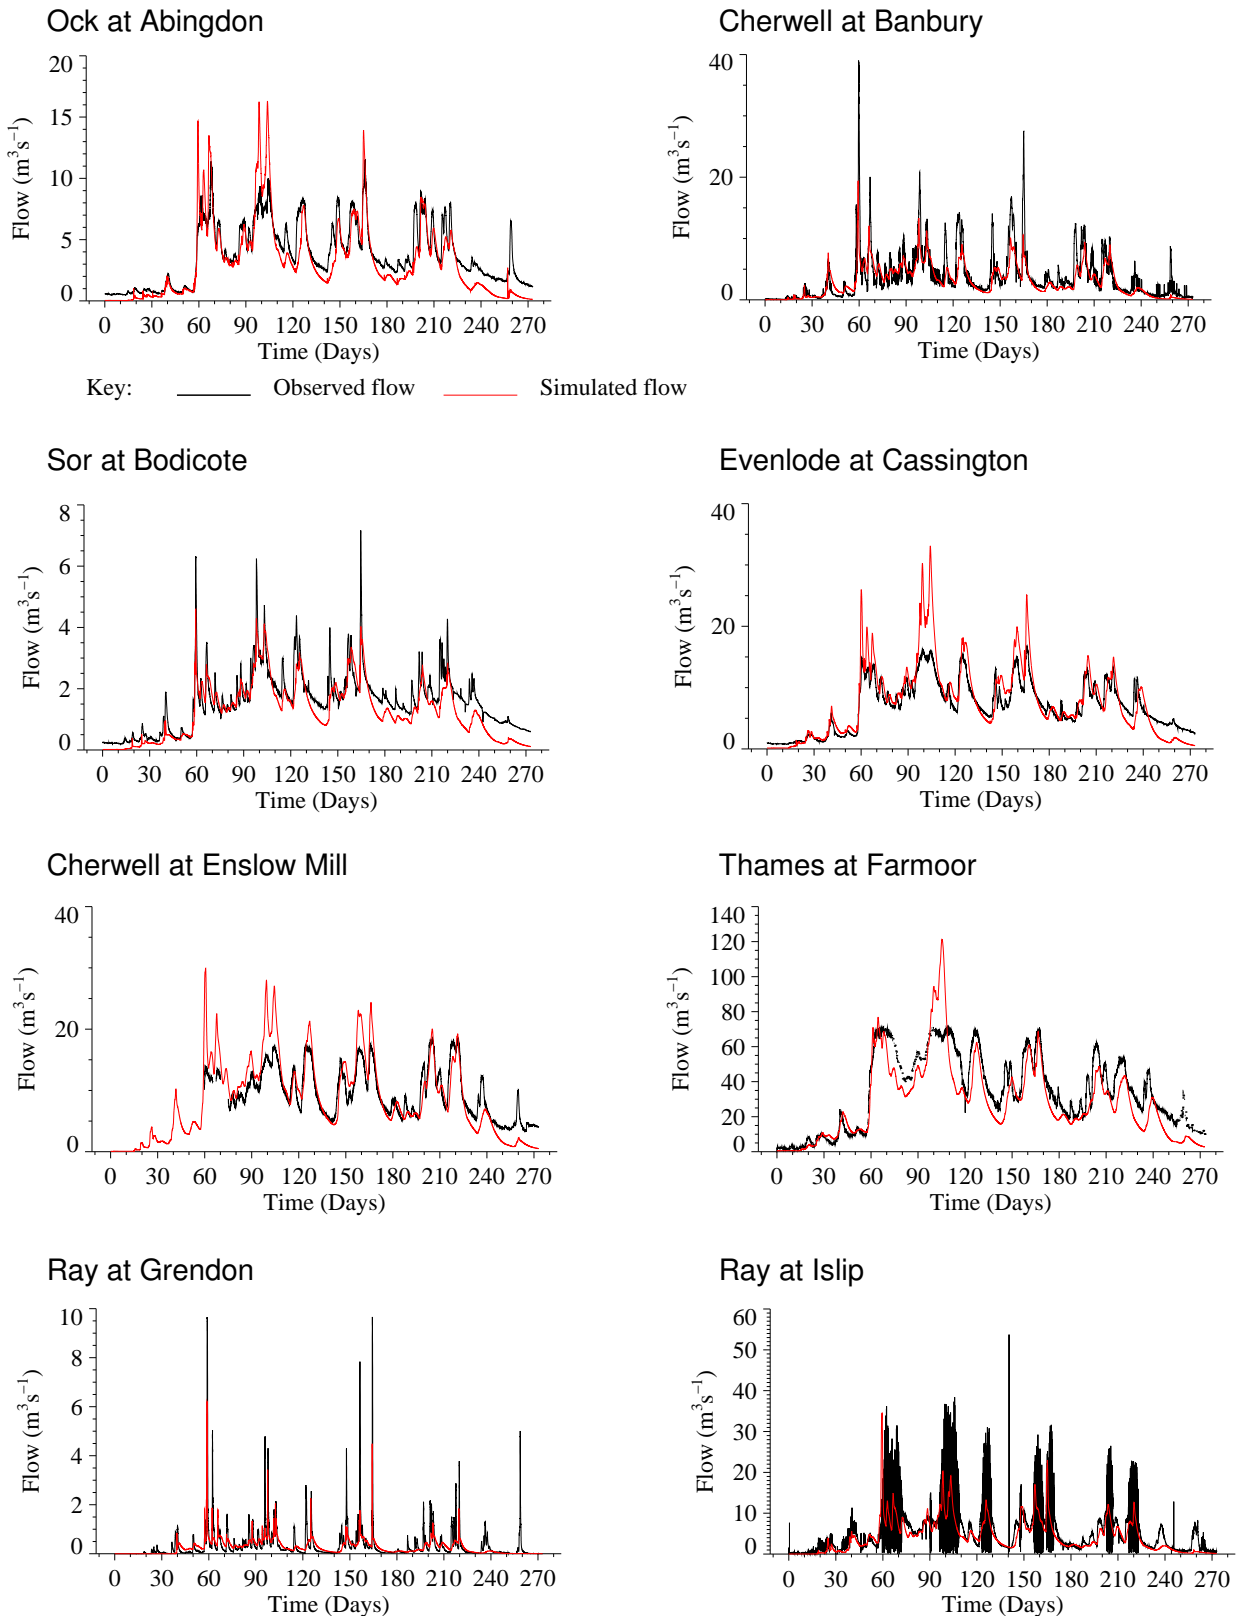 Ock at Abingdon
Cherwell at Banbury
20
15
10
5
0
Flow (m³s⁻¹)
0 30 60 90 120 150 180 210 240 270
Time (Days)
40
20
0
Flow (m³s⁻¹)
0 30 60 90 120 150 180 210 240 270
Time (Days)
Key: Observed flow Simulated flow
Sor at Bodicote
Evenlode at Cassington
8
6
4
2
0
Flow (m³s⁻¹)
0 30 60 90 120 150 180 210 240 270
Time (Days)
40
20
0
Flow (m³s⁻¹)
0 30 60 90 120 150 180 210 240 270
Time (Days)
Cherwell at Enslow Mill
Thames at Farmoor
40
20
0
Flow (m³s⁻¹)
0 30 60 90 120 150 180 210 240 270
Time (Days)
140
120
100
80
60
40
20
0
Flow (m³s⁻¹)
0 30 60 90 120 150 180 210 240 270
Time (Days)
Ray at Grendon
Ray at Islip
10
8
6
4
2
0
Flow (m³s⁻¹)
0 30 60 90 120 150 180 210 240 270
Time (Days)
60
50
40
30
20
10
0
Flow (m³s⁻¹)
0 30 60 90 120 150 180 210 240 270
Time (Days)